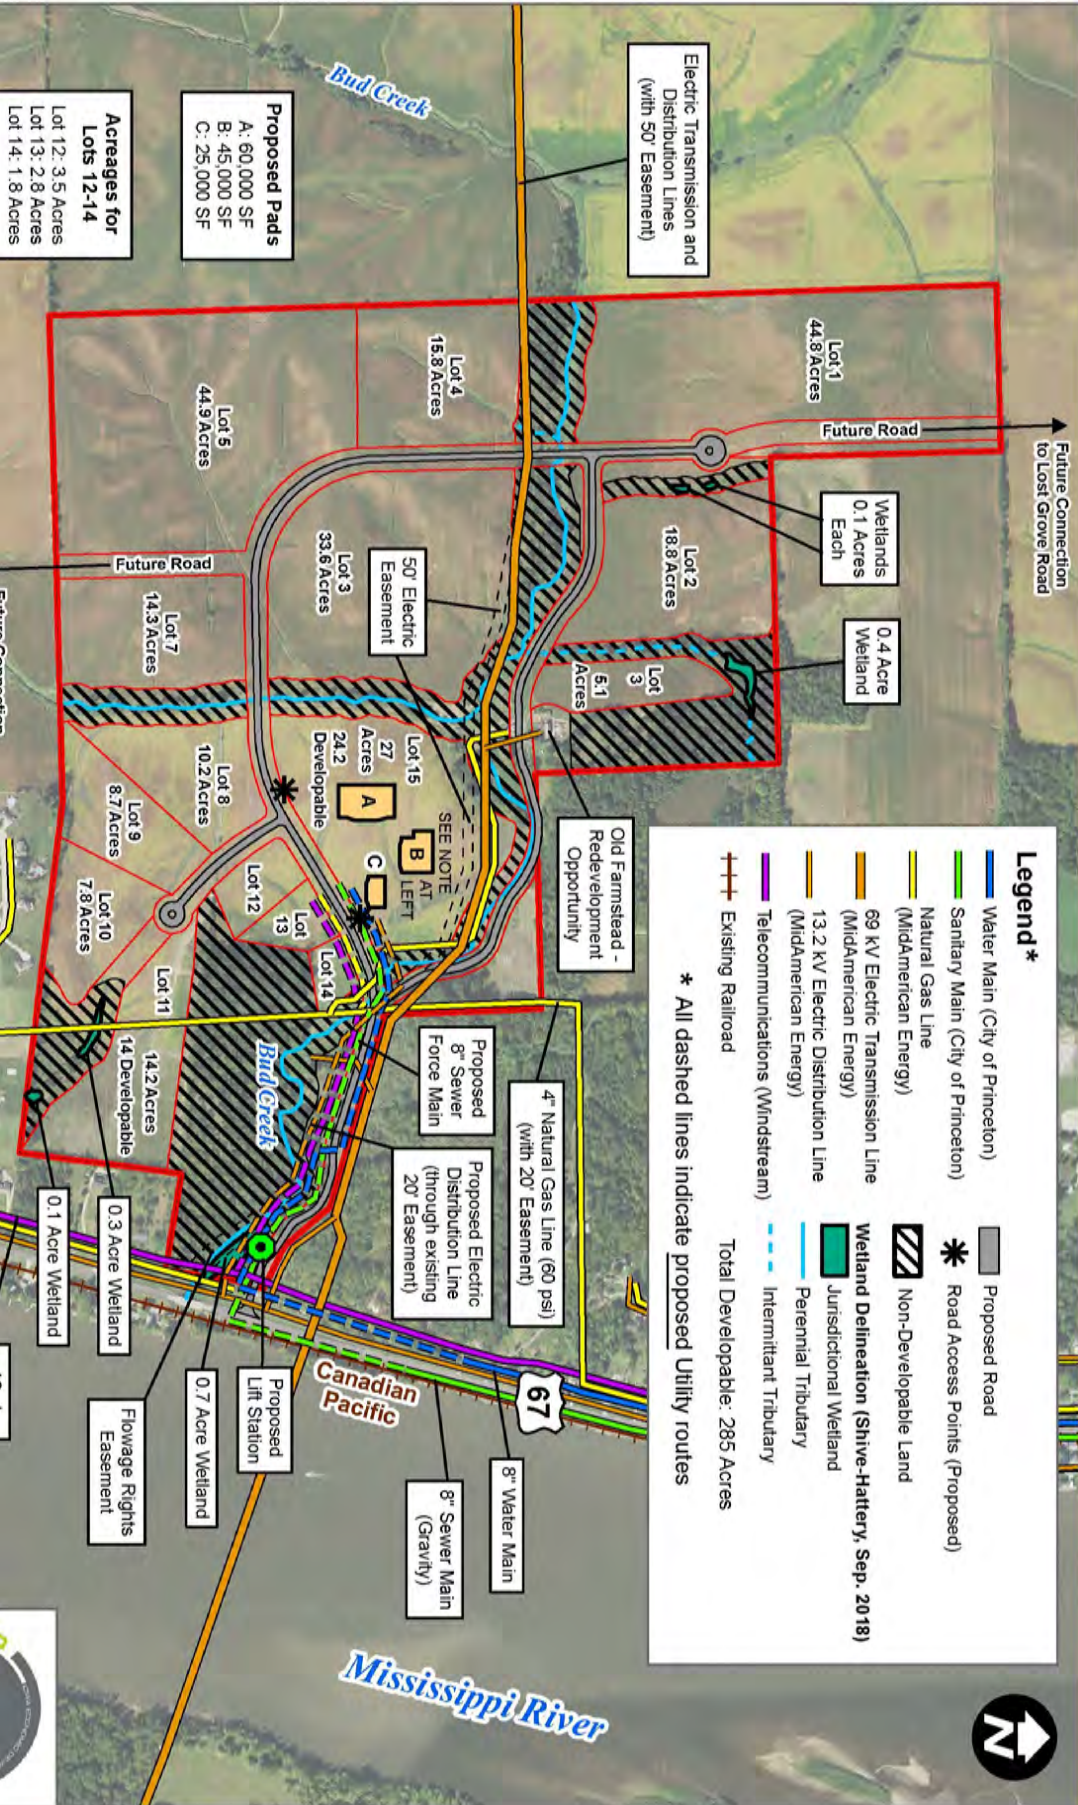 Legend*
Water Main (City of Princeton)
Sanitary Main (City of Princeton)
Natural Gas Line
(MidAmerican Energy)
69 kV Electric Transmission Line
(MidAmerican Energy)
13.2 kV Electric Distribution Line
(MidAmerican Energy)
Telecommunications (Windstream)
Existing Railroad
Proposed Road
Road Access Points (Proposed)
Non-Developable Land
Wetland Delineation (Shive-Hattery, Sep. 2018)
Jurisdictional Wetland
Perennial Tributary
Intermittant Tributary
Total Developable: 285 Acres
* All dashed lines indicate proposed Utility routes
N
Future Connection
to Lost Grove Road
Future Road
Lot 1
44.8 Acres
Electric Transmission and
Distribution Lines
(with 50' Easement)
Wetlands
0.1 Acres
Each
0.4 Acre
Wetland
Lot 2
18.8 Acres
Lot
3
5.1
Acres
Old Farmstead -
Redevelopment
Opportunity
Bud Creek
Lot 4
15.8 Acres
50' Electric
Easement
Lot 3
33.6 Acres
SEE NOTE
AT
LEFT
Lot 15
27
Acres
24.2
Developable
A
B
C
4" Natural Gas Line (60 psi)
(with 20' Easement)
Proposed
8" Sewer
Force Main
Proposed Electric
Distribution Line
(through existing
20' Easement)
67
8" Water Main
8" Sewer Main
(Gravity)
Canadian
Pacific
Mississippi River
Proposed Pads
A: 60,000 SF
B: 45,000 SF
C: 25,000 SF
Lot 5
44.9 Acres
Future Road
Lot 7
14.3 Acres
Lot 8
10.2 Acres
Lot 9
8.7 Acres
Lot 10
7.8 Acres
Lot 12
Lot
13
Lot 14
Lot 11
14.2 Acres
14 Developable
Bud Creek
Proposed
Lift Station
0.7 Acre Wetland
Flowage Rights
Easement
0.3 Acre Wetland
0.1 Acre Wetland
Acreages for
Lots 12-14
Lot 12: 3.5 Acres
Lot 13: 2.8 Acres
Lot 14: 1.8 Acres